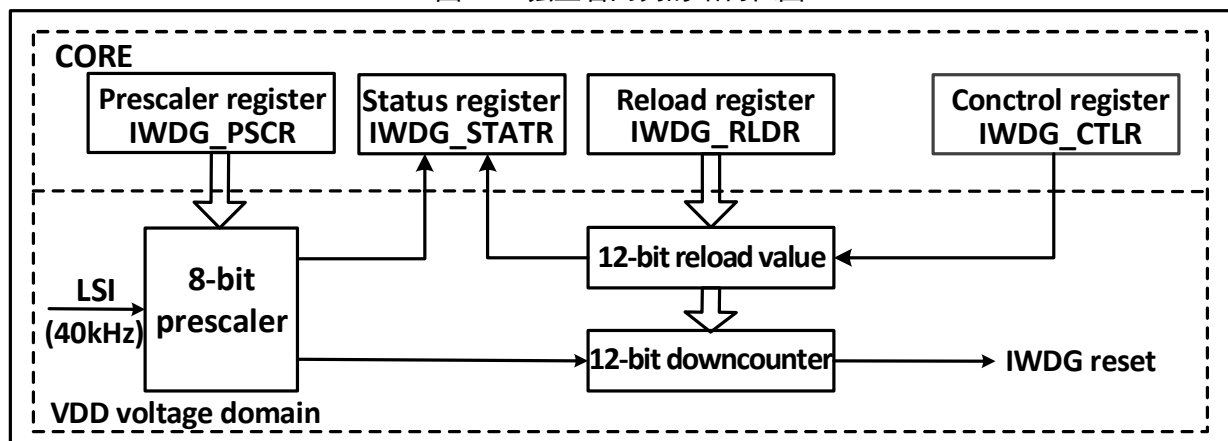 CORE
Prescaler register
IWDG_PSCR
Status register
IWDG_STATR
Reload register
IWDG_RLDR
Conctrol register
IWDG_CTLR
LSI
(40kHz)
8-bit
prescaler
12-bit reload value
12-bit downcounter
IWDG reset
VDD voltage domain